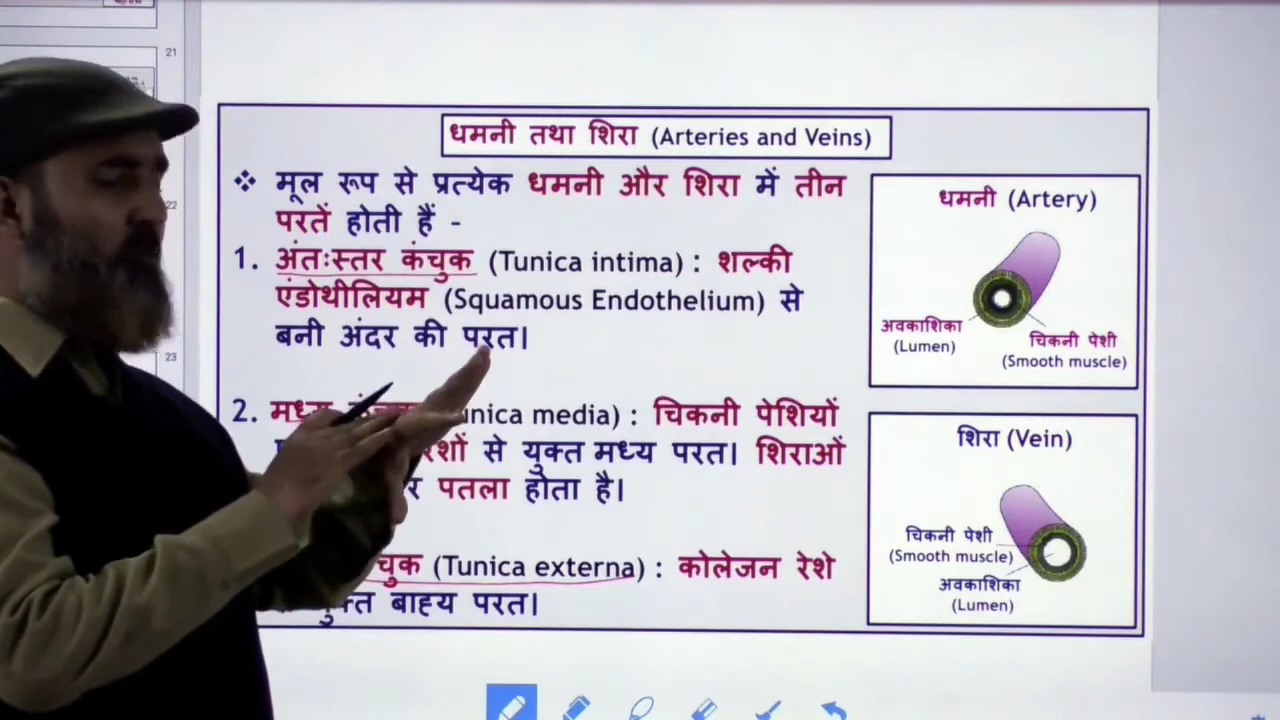 21
22
23
धमनी तथा शिरा (Arteries and Veins)
❖ मूल रूप से प्रत्येक धमनी और शिरा में तीन
परतें होती हैं -
1. अंतःस्तर कंचुक (Tunica intima) : शल्की
एंडोथीलियम (Squamous Endothelium) से
बनी अंदर की परत।
2. मध्य (Tunica media) : चिकनी पेशियों
से युक्त मध्य परत। शिराओं
पतला होता है।
(Tunica externa) : कोलेजन रेशे
बाह्य परत।
धमनी (Artery)
अवकाशिका
(Lumen)
चिकनी पेशी
(Smooth muscle)
शिरा (Vein)
चिकनी पेशी
(Smooth muscle)
अवकाशिका
(Lumen)